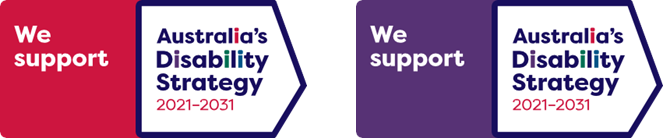 We
support
Australia's
Disability
Strategy
2021–2031
We
support
Australia's
Disability
Strategy
2021–2031